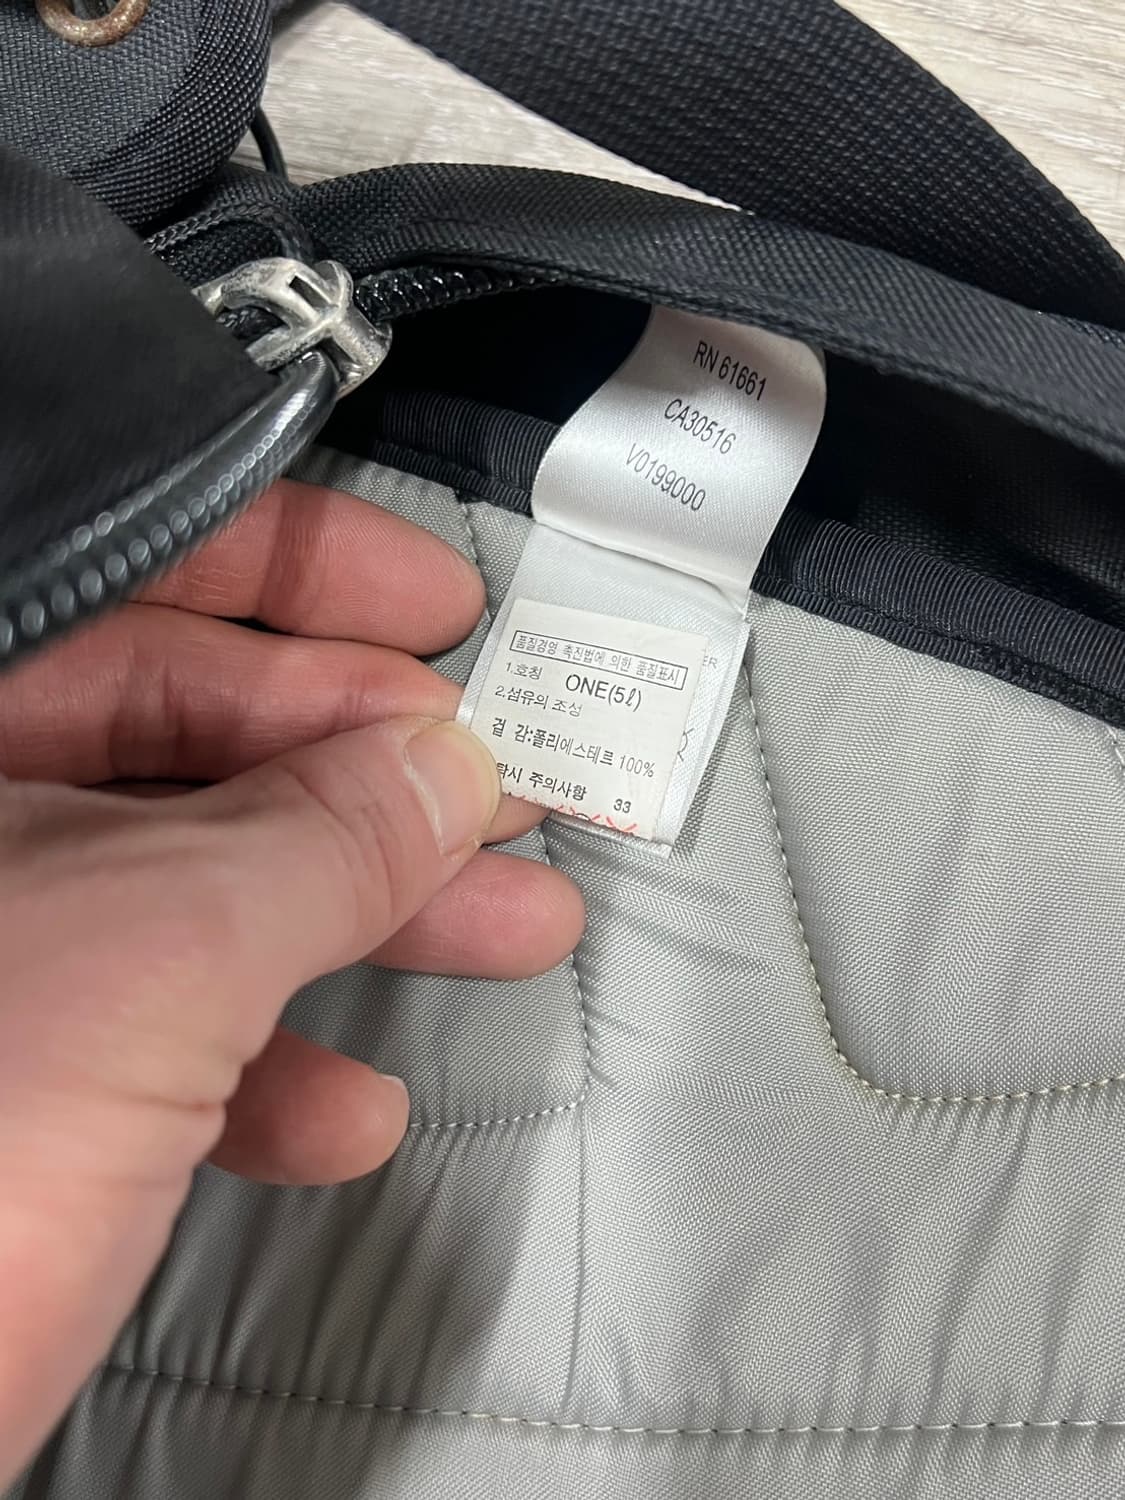 RN 61661
CA30516
V0199000
품질경영 촉진법에 의한 품질표시
ER
1.호칭 ONE(5ℓ)
2.섬유의 조성
겉 감:폴리에스테르 100%
탁시 주의사항 33